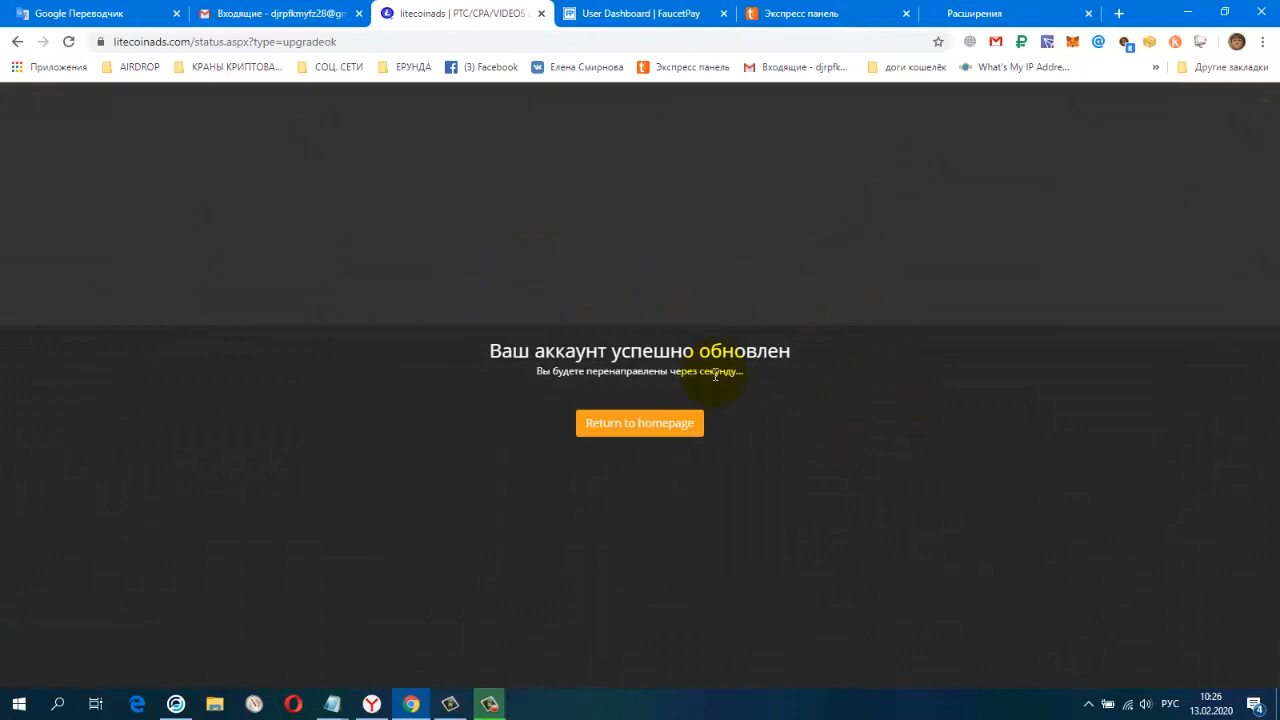 Google Переводчик
Входящие - djrpfkmyfz28@gm
litecoinads | PTC/CPA/VIDEOS
User Dashboard | FaucetPay
Экспресс панель
Расширения
litecoinads.com/status.aspx?type=upgradeok
8
Приложения
AIRDROP
КРАНЫ КРИПТОВА...
СОЦ. СЕТИ
ЕРУНДА
(3) Facebook
Елена Смирнова
Экспресс панель
Входящие - djrpfk...
доги кошелёк
What's My IP Addre...
»
Другие закладки
Ваш аккаунт успешно обновлен
Вы будете перенаправлены через секунду...
Return to homepage
РУС
10:26
13.02.2020
4